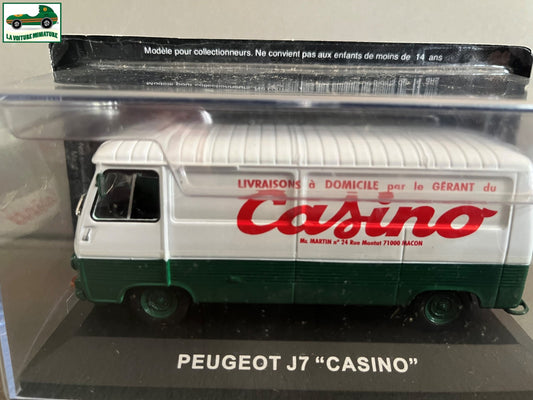 LA VOITURE MINIATURE
Modèle pour collectionneurs. Ne convient pas aux enfants de moins de 14 ans
LIVRAISONS à DOMICILE par le GÉRANT du
Casino
Mr. MARTIN n° 24 Rue Montat 71000 MACON
PEUGEOT J7 "CASINO"